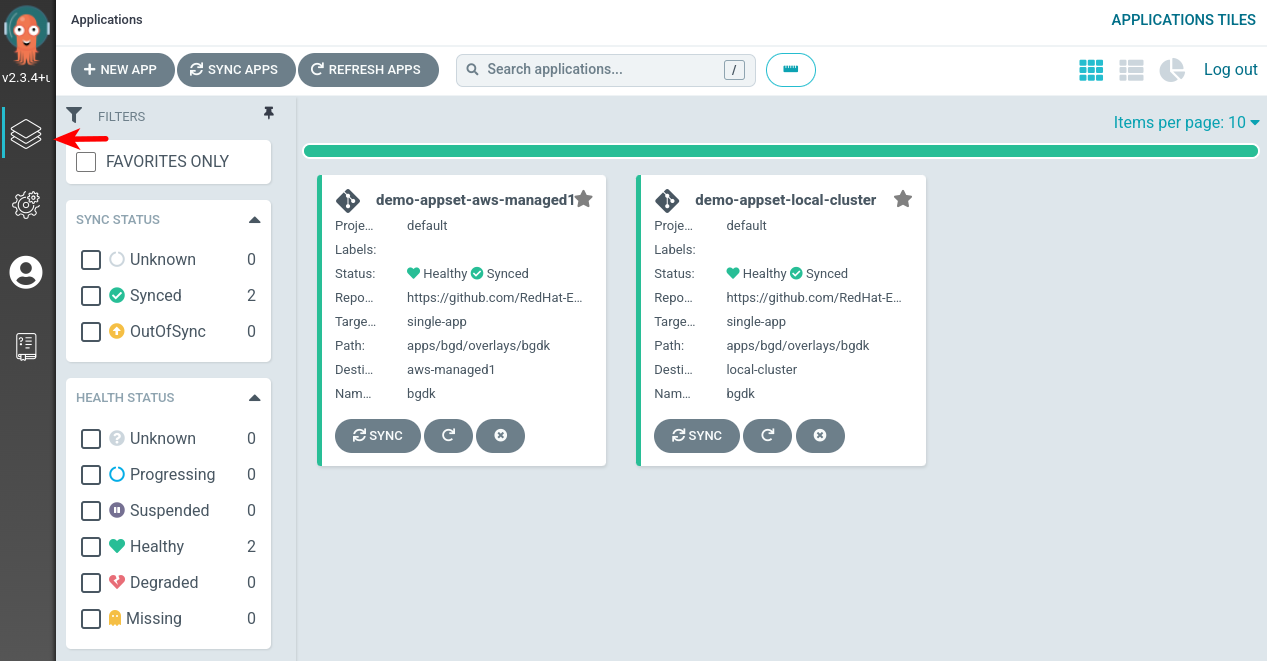 Applications
APPLICATIONS TILES
v2.3.4+u
NEW APP
SYNC APPS
REFRESH APPS
Search applications...
/
Log out
FILTERS
Items per page: 10
FAVORITES ONLY
SYNC STATUS
Unknown 0
Synced 2
OutOfSync 0
HEALTH STATUS
Unknown 0
Progressing 0
Suspended 0
Healthy 2
Degraded 0
Missing 0
demo-appset-aws-managed1
Proje... default
Labels:
Status: Healthy Synced
Repo... https://github.com/RedHat-E...
Targe... single-app
Path: apps/bgd/overlays/bgdk
Desti... aws-managed1
Nam... bgdk
SYNC
demo-appset-local-cluster
Proje... default
Labels:
Status: Healthy Synced
Repo... https://github.com/RedHat-E...
Targe... single-app
Path: apps/bgd/overlays/bgdk
Desti... local-cluster
Nam... bgdk
SYNC